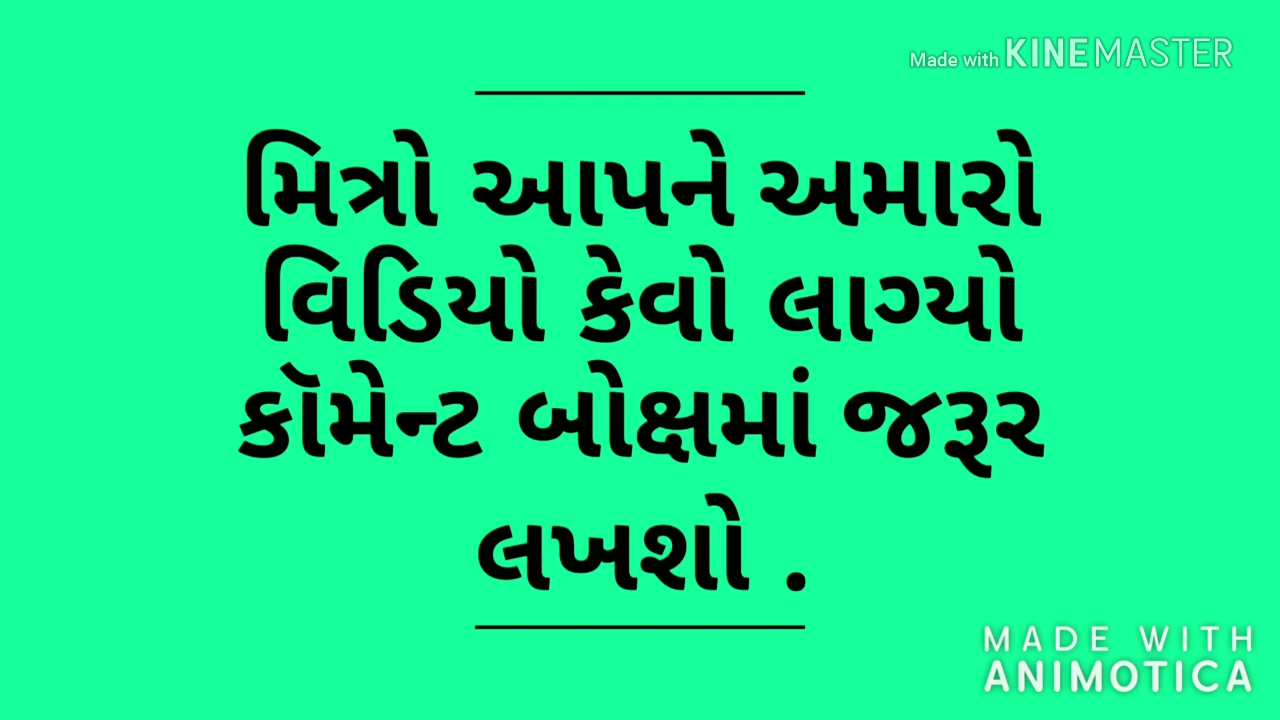 Made with KINEMASTER
મિત્રો આપને અમારો
વિડિયો કેવો લાગ્યો
કૉમેન્ટ બોક્ષમાં જરૂર
લખશો .
MADE WITH
ANIMOTICA